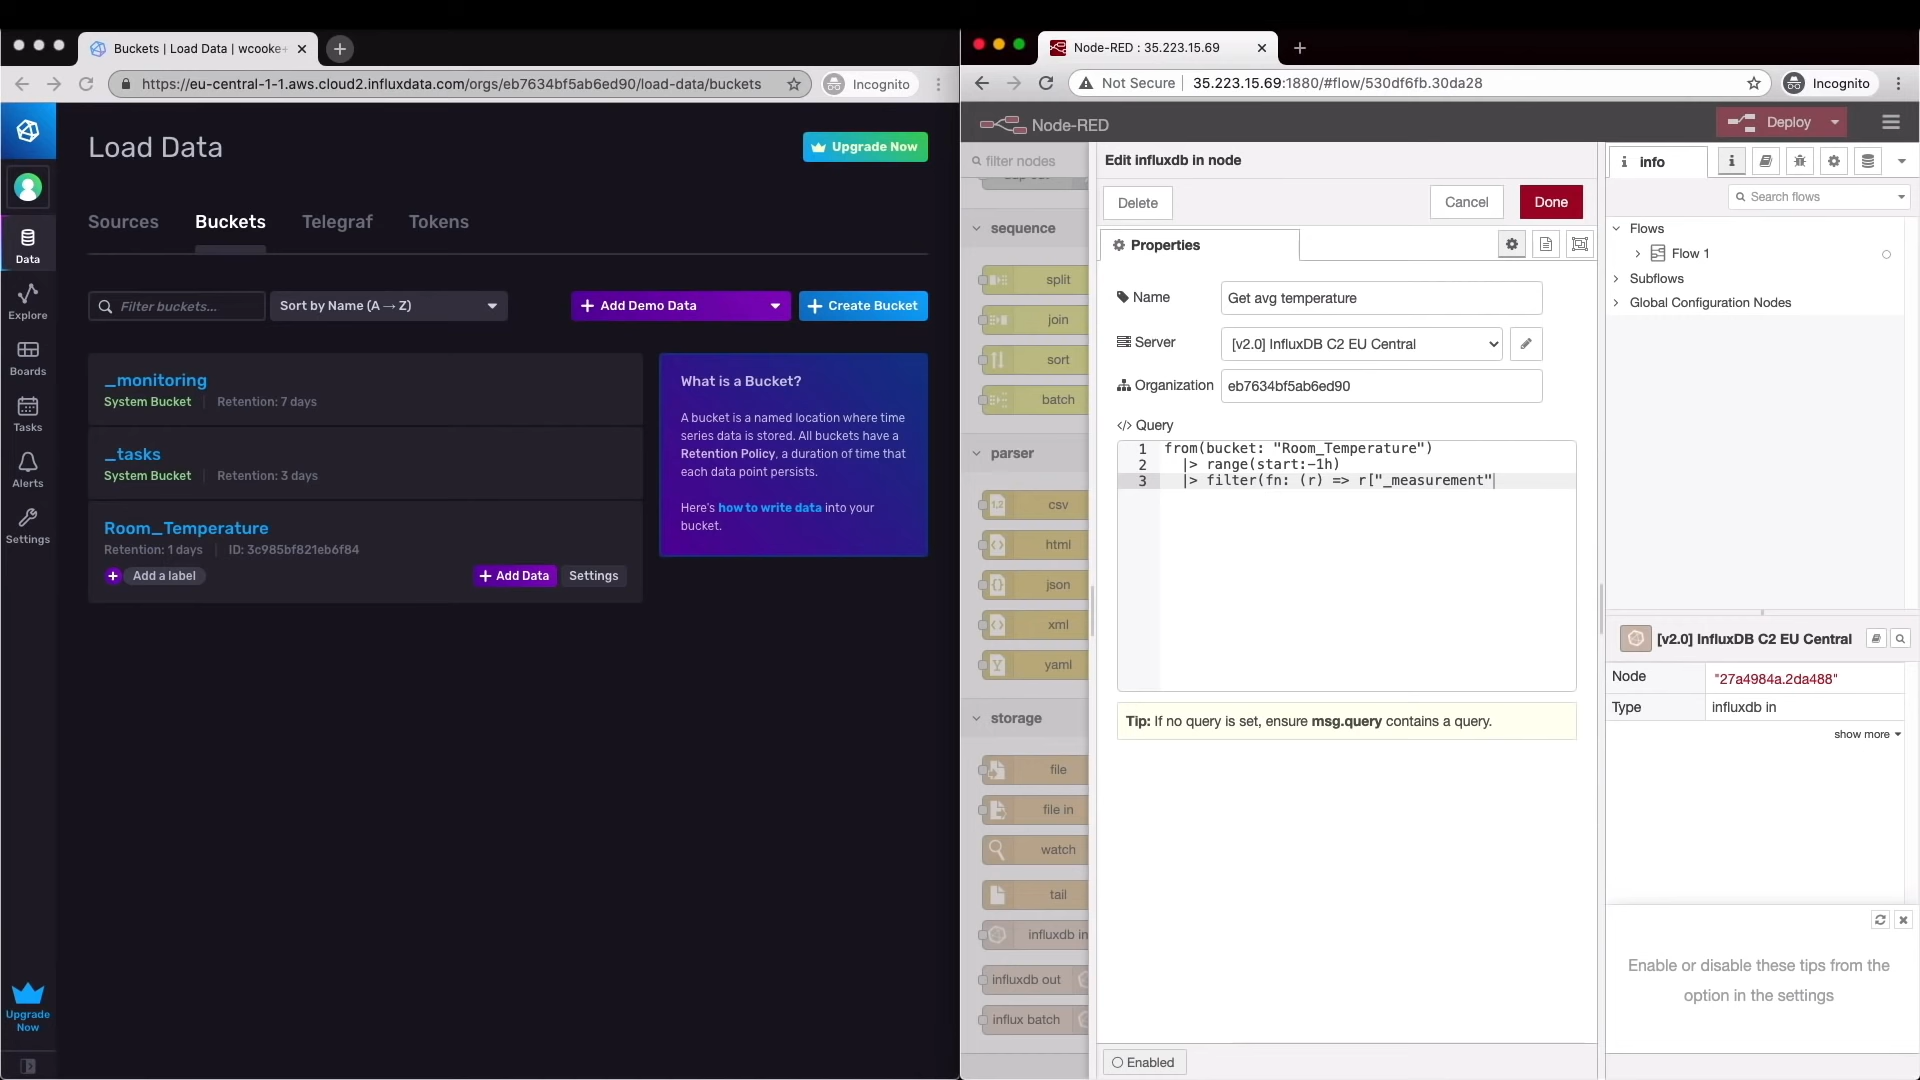 Buckets | Load Data | wcooke+
https://eu-central-1-1.aws.cloud2.influxdata.com/orgs/eb7634bf5ab6ed90/load-data/buckets
Incognito
Load Data
Upgrade Now
Sources
Buckets
Telegraf
Tokens
Data
Explore
Boards
Tasks
Alerts
Settings
Upgrade
Now
Filter buckets...
Sort by Name (A → Z)
Add Demo Data
Create Bucket
_monitoring
System Bucket
Retention: 7 days
_tasks
System Bucket
Retention: 3 days
Room_Temperature
Retention: 1 days
ID: 3c985bf821eb6f84
Add a label
Add Data
Settings
What is a Bucket?
A bucket is a named location where time
series data is stored. All buckets have a
Retention Policy, a duration of time that
each data point persists.
Here's how to write data into your
bucket.
Node-RED : 35.223.15.69
Not Secure
35.223.15.69:1880/#flow/530df6fb.30da28
Incognito
Node-RED
Deploy
filter nodes
sequence
split
join
sort
batch
parser
csv
html
json
xml
yaml
storage
file
file in
watch
tail
influxdb in
influxdb out
influx batch
Edit influxdb in node
Delete
Cancel
Done
Properties
Name
Get avg temperature
Server
[v2.0] InfluxDB C2 EU Central
Organization
eb7634bf5ab6ed90
</> Query
1 from(bucket: "Room_Temperature")
2 |> range(start:-1h)
3 |> filter(fn: (r) => r["_measurement"
Tip: If no query is set, ensure msg.query contains a query.
Enabled
info
Search flows
Flows
Flow 1
Subflows
Global Configuration Nodes
[v2.0] InfluxDB C2 EU Central
Node
"27a4984a.2da488"
Type
influxdb in
show more
Enable or disable these tips from the
option in the settings